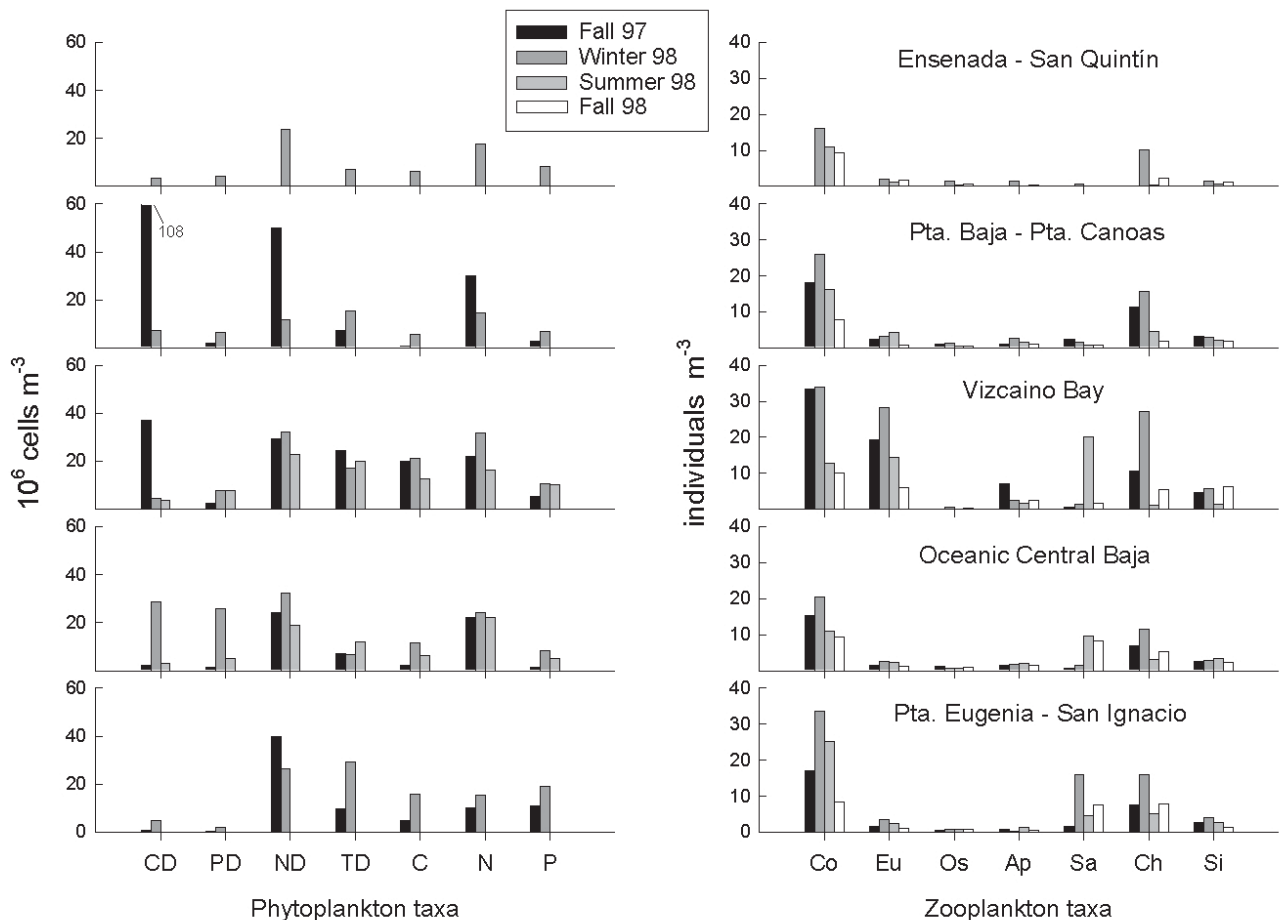 Fall 97
Winter 98
Summer 98
Fall 98
60
40
20
60
40
20
108
60
40
20
60
40
20
60
40
20
0
10⁶ cells m⁻³
CD PD ND TD C N P
Phytoplankton taxa
Ensenada - San Quintín
40
30
20
10
Pta. Baja - Pta. Canoas
40
30
20
10
Vizcaino Bay
40
30
20
10
Oceanic Central Baja
40
30
20
10
Pta. Eugenia - San Ignacio
40
30
20
10
0
individuals m⁻³
Co Eu Os Ap Sa Ch Si
Zooplankton taxa